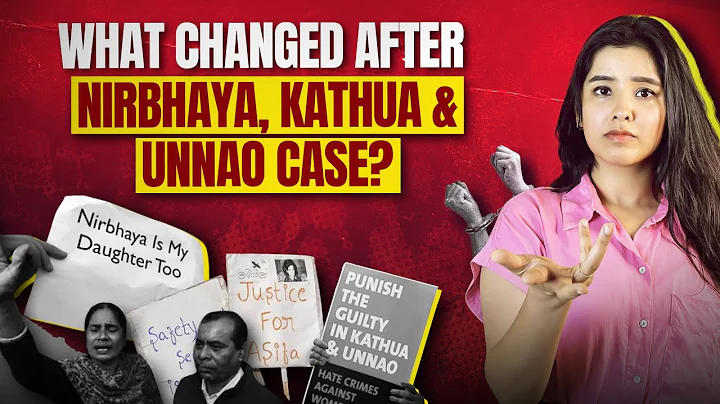 WHAT CHANGED AFTER
NIRBHAYA, KATHUA &
UNNAO CASE?
Nirbhaya Is My
Daughter Too
Safety
Justice
For
Asifa
PUNISH
THE
GUILTY
IN KATHUA
& UNNAO
HATE CRIMES
AGAINST